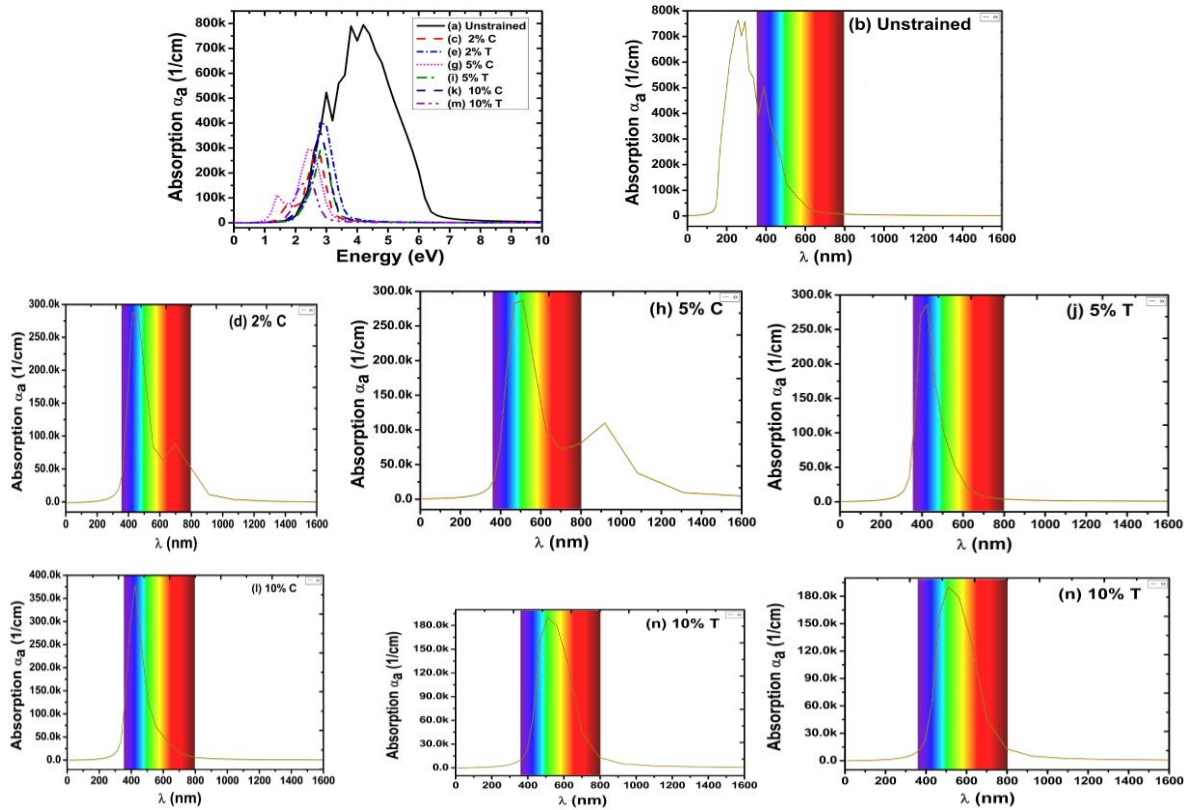 800k
700k
600k
500k
400k
300k
200k
100k
0
Absorption αa (1/cm)
(a) Unstrained
(c) 2% C
(e) 2% T
(g) 5% C
(i) 5% T
(k) 10% C
(m) 10% T
0 1 2 3 4 5 6 7 8 9 10
Energy (eV)
(b) Unstrained
800k
700k
600k
500k
400k
300k
200k
100k
0
Absorption αa (1/cm)
0 200 400 600 800 1000 1200 1400 1600
λ (nm)
(d) 2% C
300.0k
250.0k
200.0k
150.0k
100.0k
50.0k
0.0
Absorption αa (1/cm)
0 200 400 600 800 1000 1200 1400 1600
λ (nm)
(h) 5% C
300.0k
250.0k
200.0k
150.0k
100.0k
50.0k
0.0
Absorption αa (1/cm)
0 200 400 600 800 1000 1200 1400 1600
λ (nm)
(j) 5% T
300.0k
250.0k
200.0k
150.0k
100.0k
50.0k
0.0
Absorption αa (1/cm)
0 200 400 600 800 1000 1200 1400 1600
λ (nm)
(l) 10% C
400.0k
350.0k
300.0k
250.0k
200.0k
150.0k
100.0k
50.0k
0.0
Absorption αa (1/cm)
0 200 400 600 800 1000 1200 1400 1600
λ (nm)
(n) 10% T
180.0k
150.0k
120.0k
90.0k
60.0k
30.0k
0.0
Absorption αa (1/cm)
0 200 400 600 800 1000 1200 1400 1600
λ (nm)
(n) 10% T
180.0k
150.0k
120.0k
90.0k
60.0k
30.0k
0.0
Absorption αa (1/cm)
0 200 400 600 800 1000 1200 1400 1600
λ (nm)